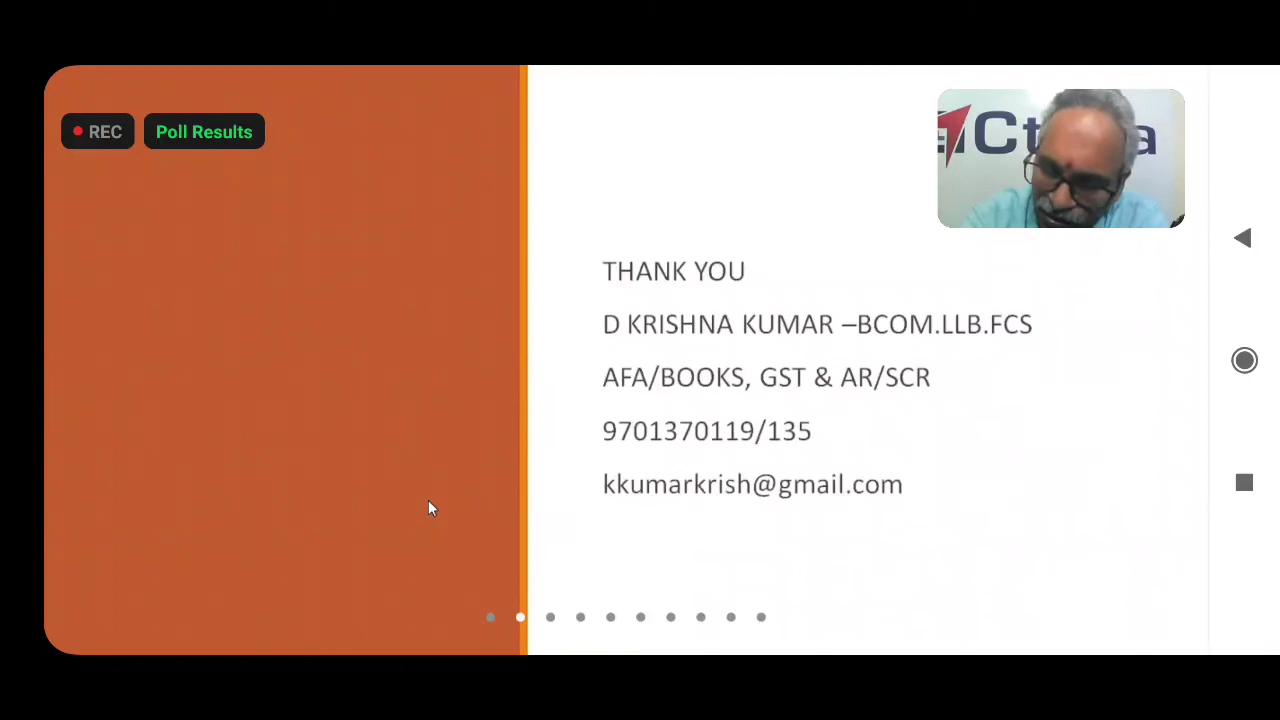 REC
Poll Results
THANK YOU
D KRISHNA KUMAR –BCOM.LLB.FCS
AFA/BOOKS, GST & AR/SCR
9701370119/135
kkumarkrish@gmail.com